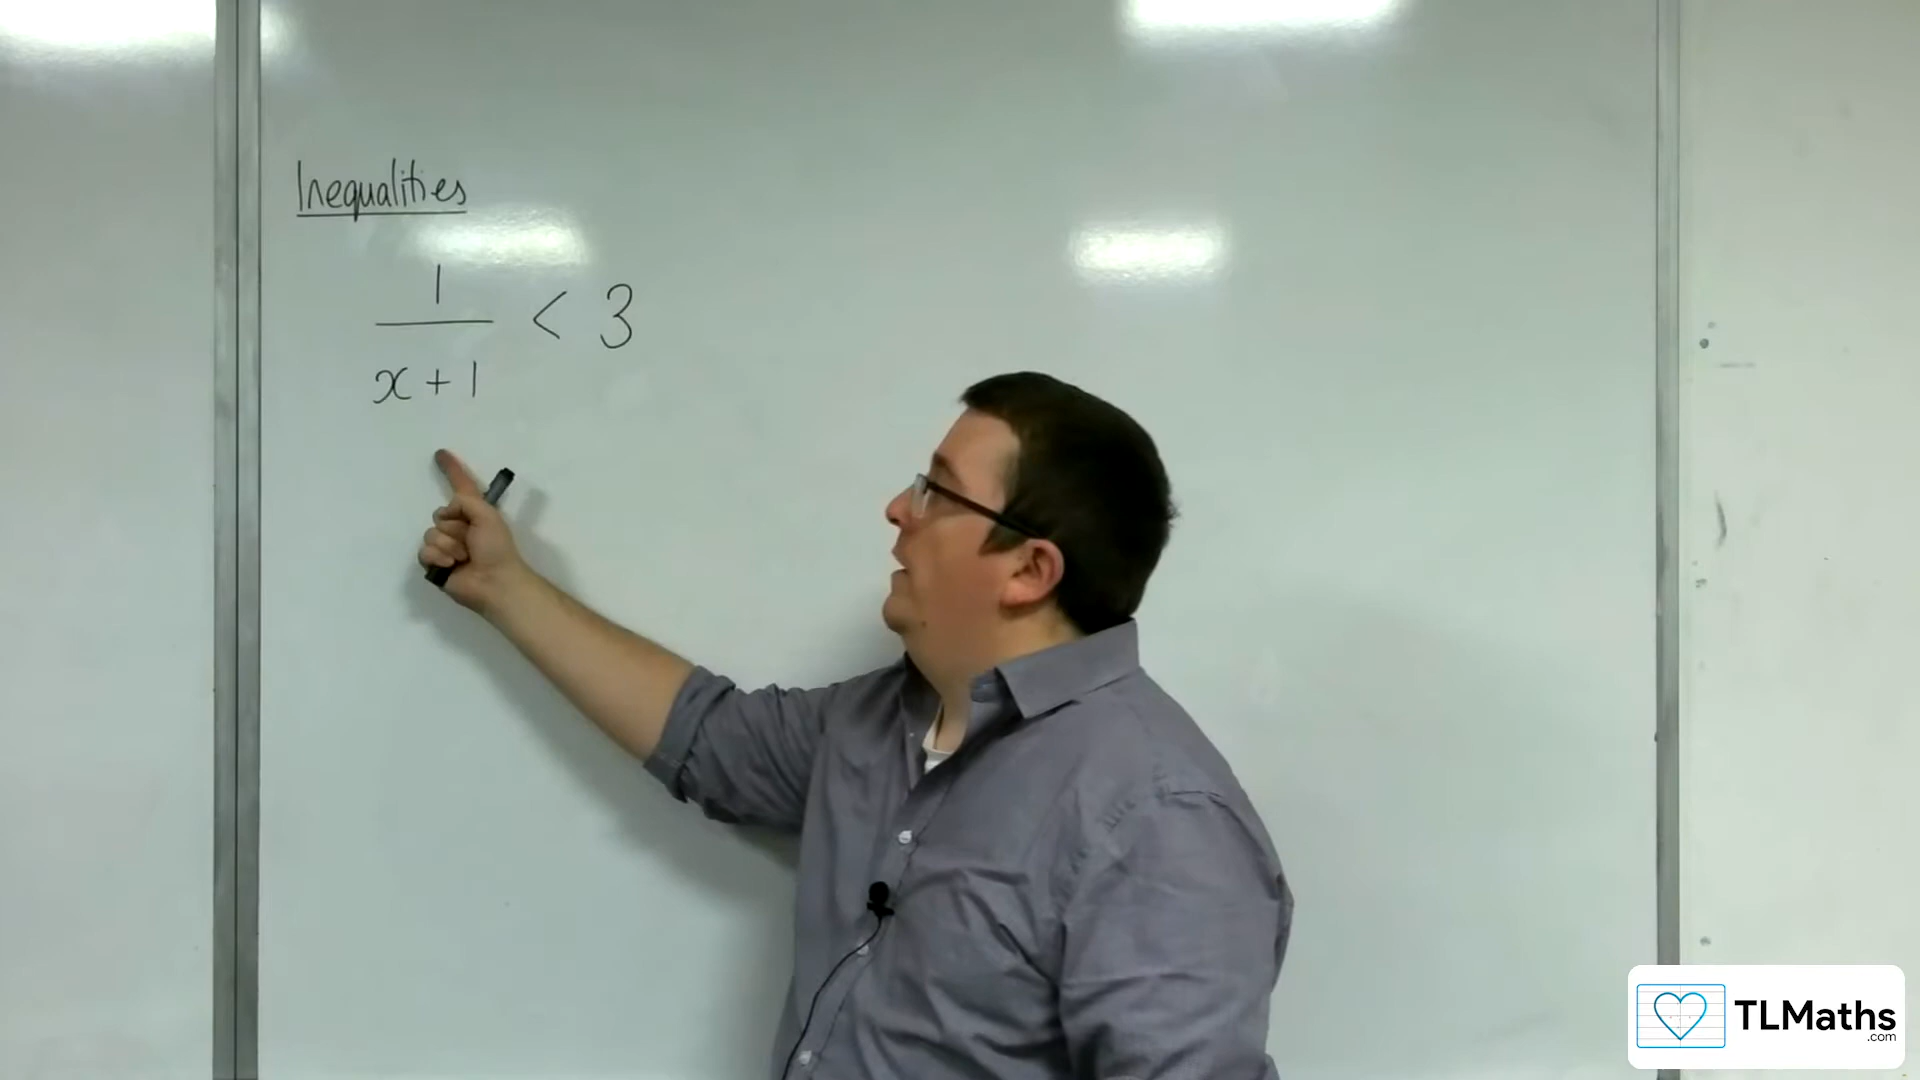 Inequalities
1
< 3
x + 1
TLMaths
.com